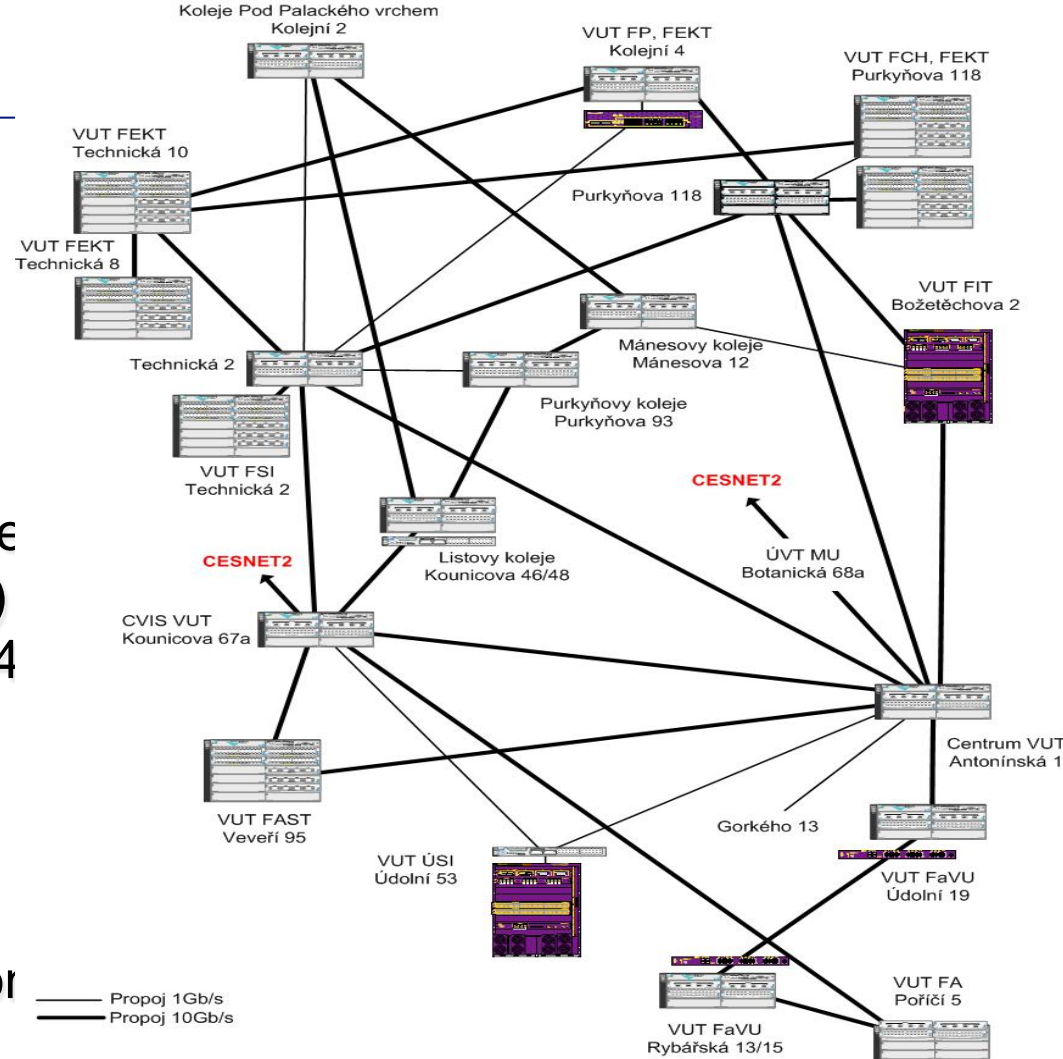 Koleje Pod Palackého vrchem
Kolejní 2
VUT FP, FEKT
Kolejní 4
VUT FCH, FEKT
Purkyňova 118
VUT FEKT
Technická 10
Purkyňova 118
VUT FEKT
Technická 8
VUT FIT
Božetěchova 2
Mánesovy koleje
Mánesova 12
Technická 2
Purkyňovy koleje
Purkyňova 93
VUT FSI
Technická 2
CESNET2
e
Listovy koleje
Kounicova 46/48
ÚVT MU
Botanická 68a
CESNET2
)
CVIS VUT
Kounicova 67a
4
Centrum VUT
Antonínská 1
VUT FAST
Veveří 95
Gorkého 13
VUT ÚSI
Údolní 53
VUT FaVU
Údolní 19
VUT FA
Poříčí 5
or
Propoj 1Gb/s
Propoj 10Gb/s
VUT FaVU
Rybářská 13/15